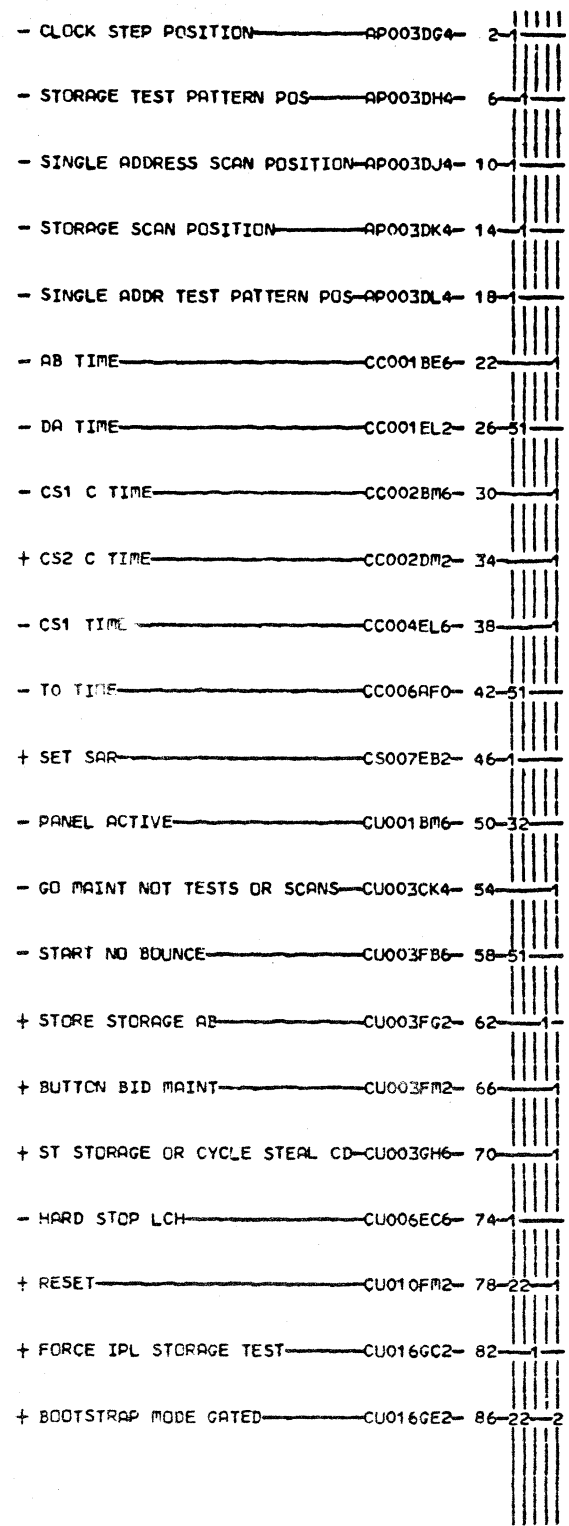 - CLOCK STEP POSITION AP003DG4- 2-1
- STORAGE TEST PATTERN POS AP003DH4- 6-1
- SINGLE ADDRESS SCAN POSITION-AP003DJ4- 10-1
- STORAGE SCAN POSITION AP003DK4- 14-1
- SINGLE ADDR TEST PATTERN POS-AP003DL4- 18-1
- AB TIME CC001BE6- 22-1
- DA TIME CC001EL2- 26-51
- CS1 C TIME CC002BM6- 30-1
+ CS2 C TIME CC002DM2- 34-1
- CS1 TIME CC004EL6- 38-1
- TO TIME CC006AF0- 42-51
+ SET SAR CS007EB2- 46-1
- PANEL ACTIVE CU001BM6- 50-32
- GO MAINT NOT TESTS OR SCANS-CU003CK4- 54-1
- START NO BOUNCE CU003FB6- 58-51
+ STORE STORAGE AB CU003FG2- 62-1
+ BUTTON BID MAINT CU003FM2- 66-1
+ ST STORAGE OR CYCLE STEAL CD-CU003GH6- 70-1
- HARD STOP LCH CU006EC6- 74-1
+ RESET CU010FM2- 78-22-1
+ FORCE IPL STORAGE TEST CU016GC2- 82-1
+ BOOTSTRAP MODE GATED CU016GE2- 86-22-2